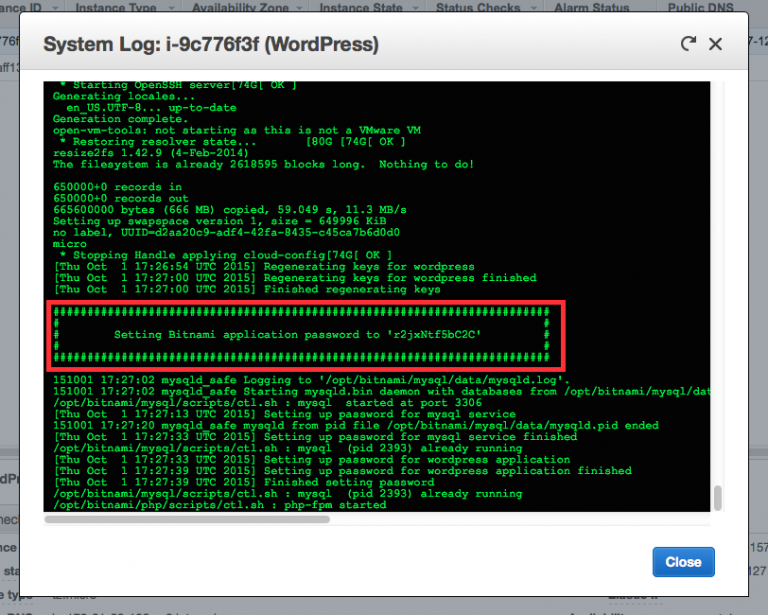 Instance Type
Availability Zone
Instance State
Status Checks
Alarm Status
Public DNS
System Log: i-9c776f3f (WordPress)
* Starting OpenSSH server[74G[ OK ]
Generating locales...
en_US.UTF-8... up-to-date
Generation complete.
open-vm-tools: not starting as this is not a VMware VM
* Restoring resolver state... [80G [74G[ OK ]
resize2fs 1.42.9 (4-Feb-2014)
The filesystem is already 2618595 blocks long. Nothing to do!
650000+0 records in
650000+0 records out
665600000 bytes (666 MB) copied, 59.049 s, 11.3 MB/s
Setting up swapspace version 1, size = 649996 KiB
no label, UUID=d2aa20c9-adf4-42fa-8435-c45ca7b6d0d0
micro
* Stopping Handle applying cloud-config[74G[ OK ]
[Thu Oct 1 17:26:54 UTC 2015] Regenerating keys for wordpress
[Thu Oct 1 17:27:00 UTC 2015] Regenerating keys for wordpress finished
[Thu Oct 1 17:27:00 UTC 2015] Finished regenerating keys
# Setting Bitnami application password to 'r2jxNtf5bC2C' #
151001 17:27:02 mysqld_safe Logging to '/opt/bitnami/mysql/data/mysqld.log'.
151001 17:27:02 mysqld_safe Starting mysqld.bin daemon with databases from /opt/bitnami/mysql/dat
/opt/bitnami/mysql/scripts/ctl.sh : mysql started at port 3306
[Thu Oct 1 17:27:13 UTC 2015] Setting up password for mysql service
151001 17:27:20 mysqld_safe mysqld from pid file /opt/bitnami/mysql/data/mysqld.pid ended
[Thu Oct 1 17:27:33 UTC 2015] Setting up password for mysql service finished
/opt/bitnami/mysql/scripts/ctl.sh : mysql (pid 2393) already running
[Thu Oct 1 17:27:33 UTC 2015] Setting up password for wordpress application
[Thu Oct 1 17:27:39 UTC 2015] Setting up password for wordpress application finished
[Thu Oct 1 17:27:39 UTC 2015] Finished setting password
/opt/bitnami/mysql/scripts/ctl.sh : mysql (pid 2393) already running
/opt/bitnami/php/scripts/ctl.sh : php-fpm started
Close